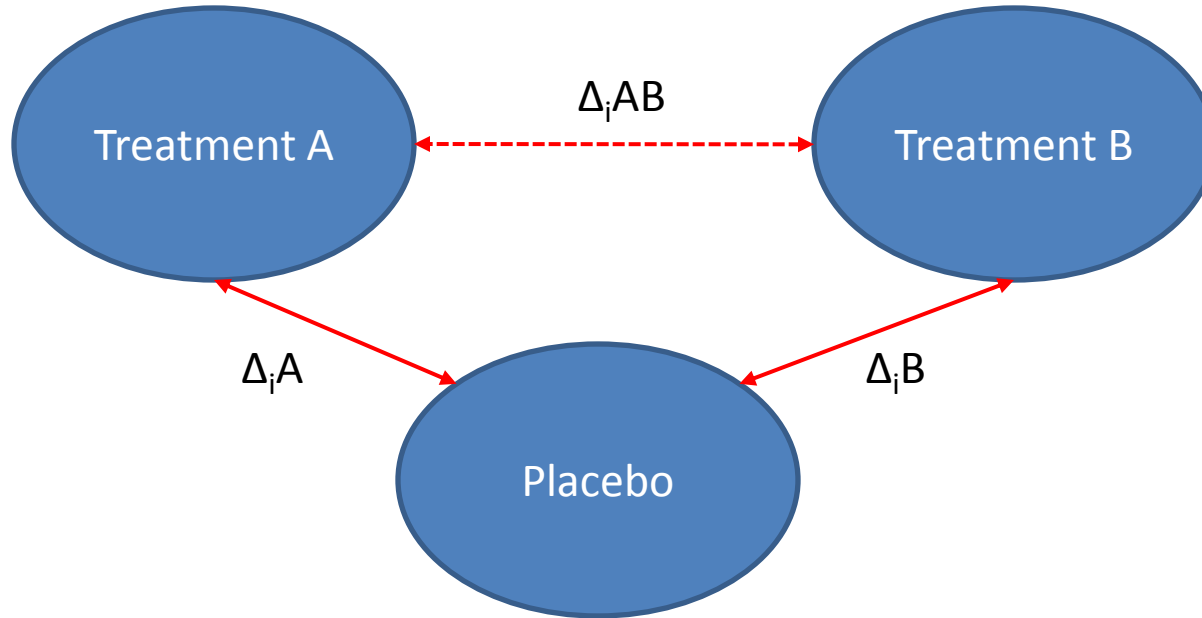 ΔᵢAB
Treatment A
Treatment B
ΔᵢA
ΔᵢB
Placebo